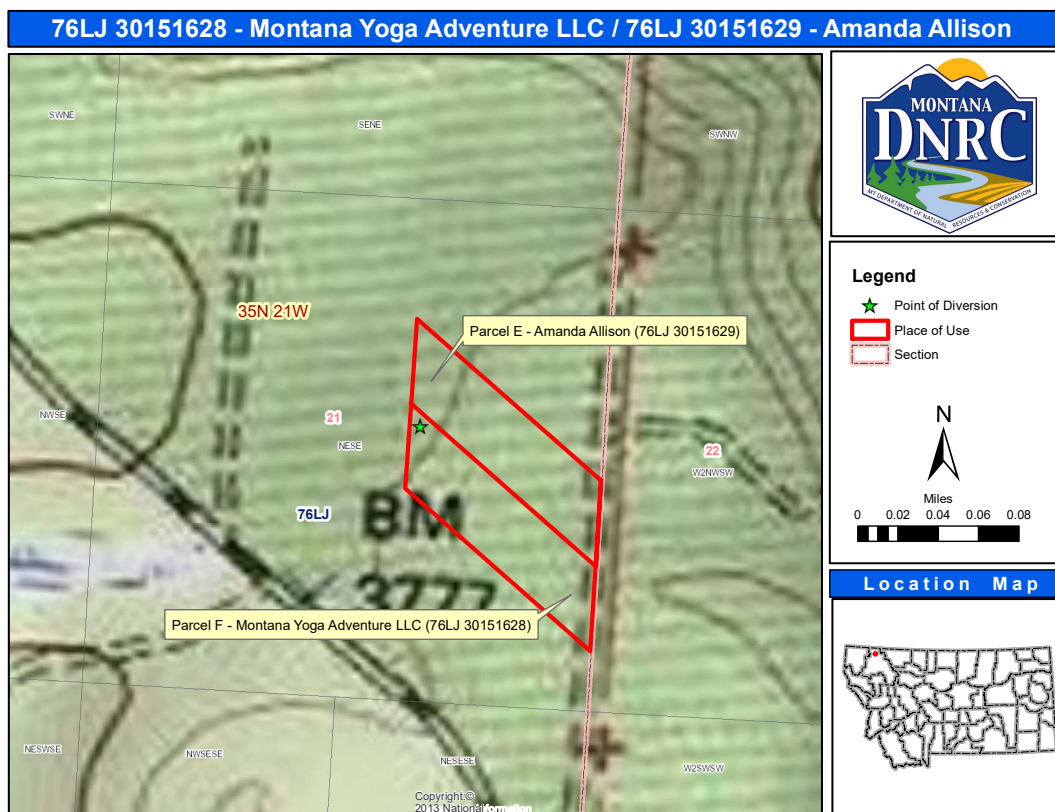 76LJ 30151628 - Montana Yoga Adventure LLC / 76LJ 30151629 - Amanda Allison
SWNE
SENE
SWNW
35N 21W
Parcel E - Amanda Allison (76LJ 30151629)
NWSE
21
NESE
22
W2NWSW
76LJ
BM
3777
Parcel F - Montana Yoga Adventure LLC (76LJ 30151628)
NESWSE
NWSESE
NESESE
W2SWSW
Copyright:©
2013 National
MONTANA
DNRC
MT DEPARTMENT OF NATURAL RESOURCES & CONSERVATION
Legend
Point of Diversion
Place of Use
Section
N
Miles
0 0.02 0.04 0.06 0.08
Location Map